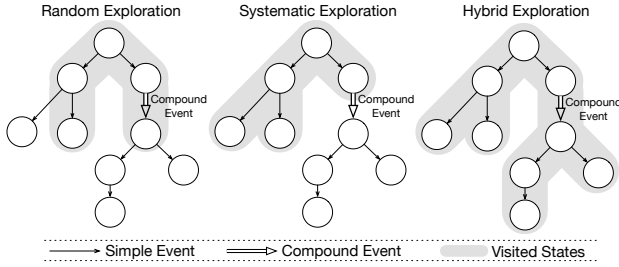 Random Exploration
Systematic Exploration
Hybrid Exploration
Compound
Event
Compound
Event
Compound
Event
Simple Event
Compound Event
Visited States